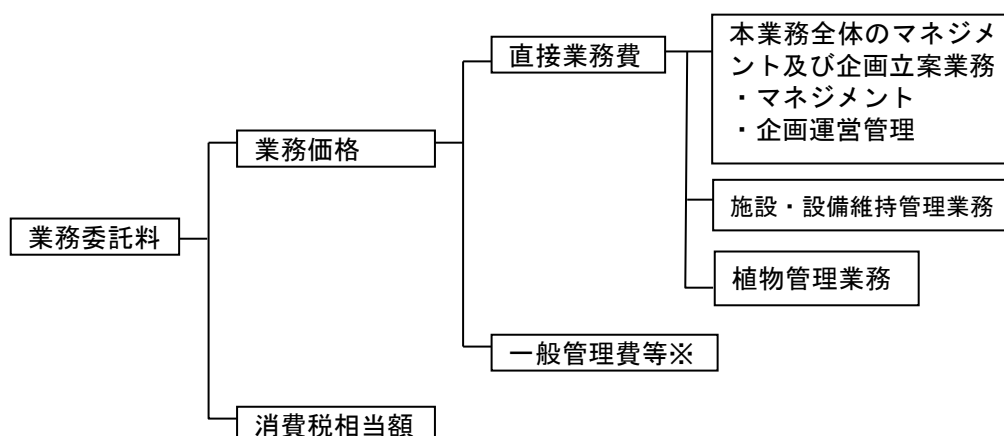 本業務全体のマネジメ
ント及び企画立案業務
・マネジメント
・企画運営管理
直接業務費
業務価格
施設・設備維持管理業務
業務委託料
植物管理業務
一般管理費等※
消費税相当額